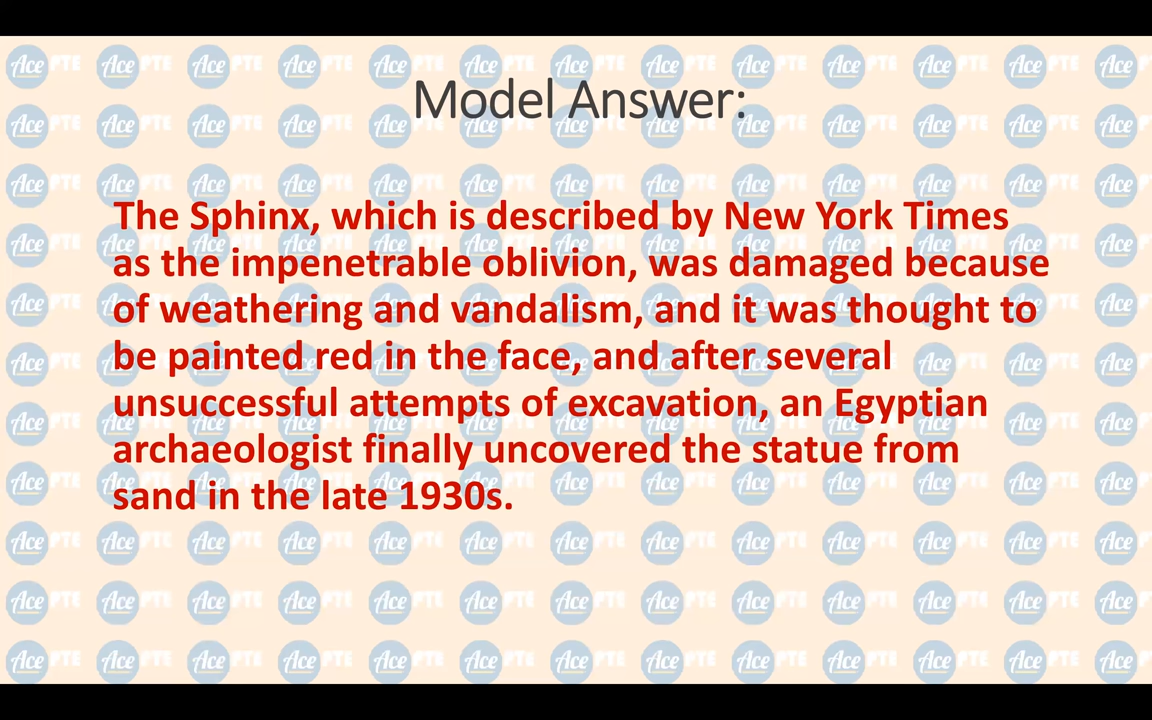 Model Answer:
The Sphinx, which is described by New York Times
as the impenetrable oblivion, was damaged because
of weathering and vandalism, and it was thought to
be painted red in the face, and after several
unsuccessful attempts of excavation, an Egyptian
archaeologist finally uncovered the statue from
sand in the late 1930s.